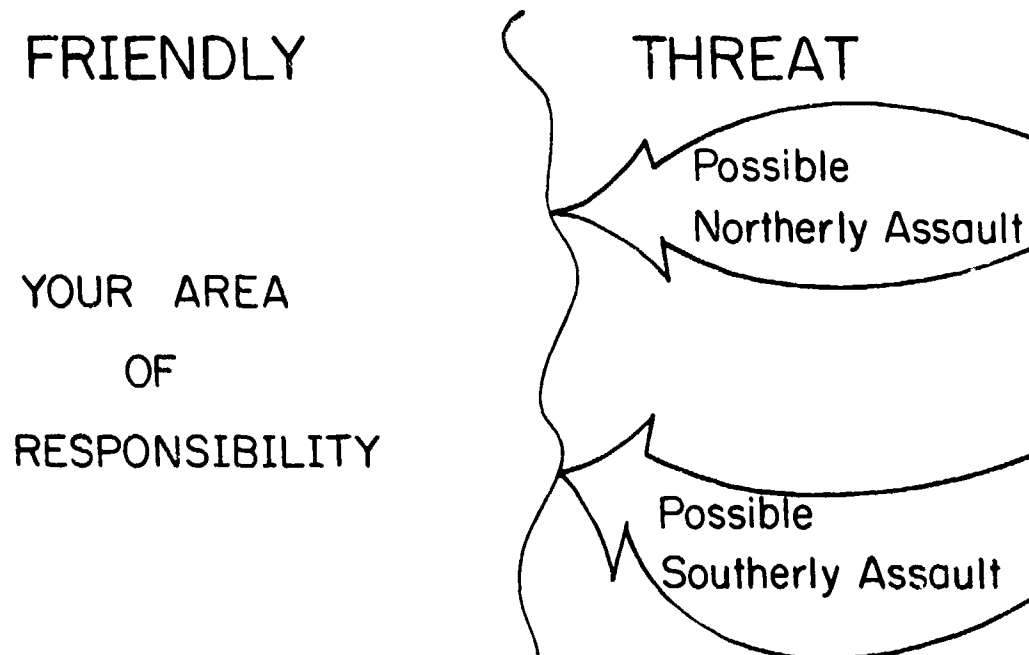 FRIENDLY
THREAT
Possible
Northerly Assault
YOUR AREA
OF
RESPONSIBILITY
Possible
Southerly Assault